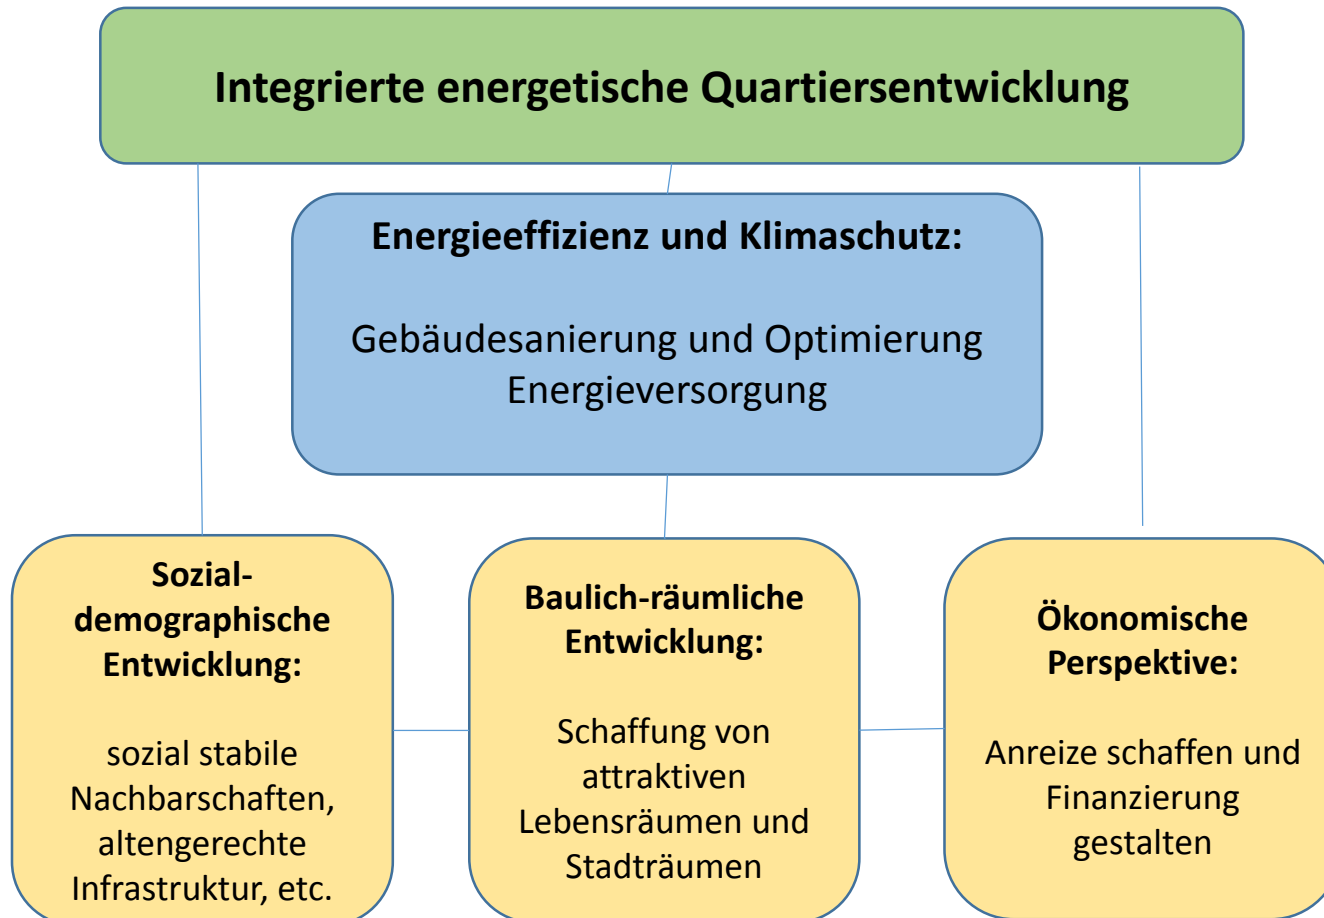 Integrierte energetische Quartiersentwicklung
Energieeffizienz und Klimaschutz:
Gebäudesanierung und Optimierung
Energieversorgung
Sozial-
demographische
Entwicklung:
sozial stabile
Nachbarschaften,
altengerechte
Infrastruktur, etc.
Baulich-räumliche
Entwicklung:
Schaffung von
attraktiven
Lebensräumen und
Stadträumen
Ökonomische
Perspektive:
Anreize schaffen und
Finanzierung
gestalten